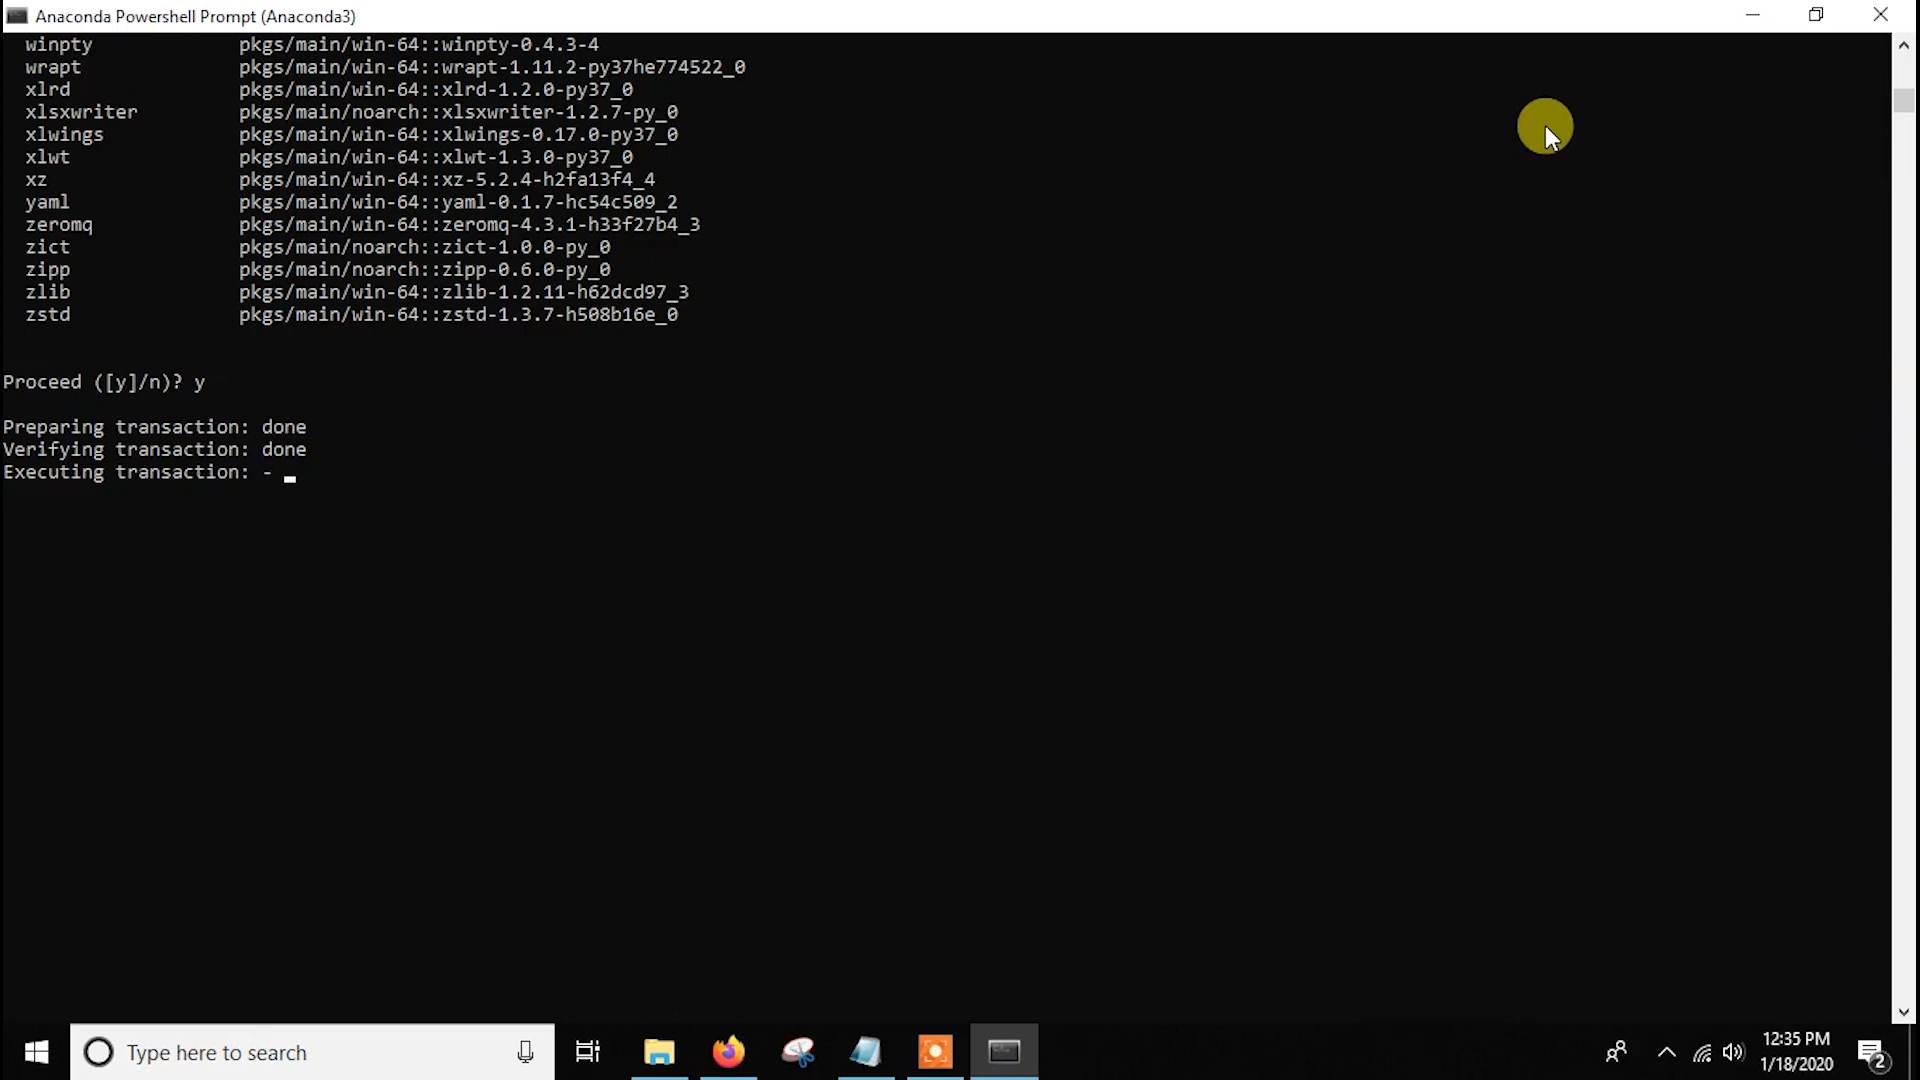 Anaconda Powershell Prompt (Anaconda3)
winpty pkgs/main/win-64::winpty-0.4.3-4
wrapt pkgs/main/win-64::wrapt-1.11.2-py37he774522_0
xlrd pkgs/main/win-64::xlrd-1.2.0-py37_0
xlsxwriter pkgs/main/noarch::xlsxwriter-1.2.7-py_0
xlwings pkgs/main/win-64::xlwings-0.17.0-py37_0
xlwt pkgs/main/win-64::xlwt-1.3.0-py37_0
xz pkgs/main/win-64::xz-5.2.4-h2fa13f4_4
yaml pkgs/main/win-64::yaml-0.1.7-hc54c509_2
zeromq pkgs/main/win-64::zeromq-4.3.1-h33f27b4_3
zict pkgs/main/noarch::zict-1.0.0-py_0
zipp pkgs/main/noarch::zipp-0.6.0-py_0
zlib pkgs/main/win-64::zlib-1.2.11-h62dcd97_3
zstd pkgs/main/win-64::zstd-1.3.7-h508b16e_0
Proceed ([y]/n)? y
Preparing transaction: done
Verifying transaction: done
Executing transaction: -
Type here to search
12:35 PM
1/18/2020
2